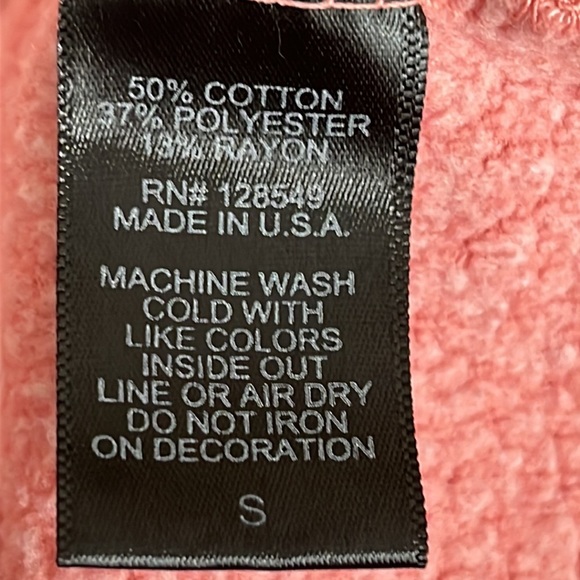 50% COTTON
37% POLYESTER
13% RAYON
RN# 128549
MADE IN U.S.A.
MACHINE WASH
COLD WITH
LIKE COLORS
INSIDE OUT
LINE OR AIR DRY
DO NOT IRON
ON DECORATION
S